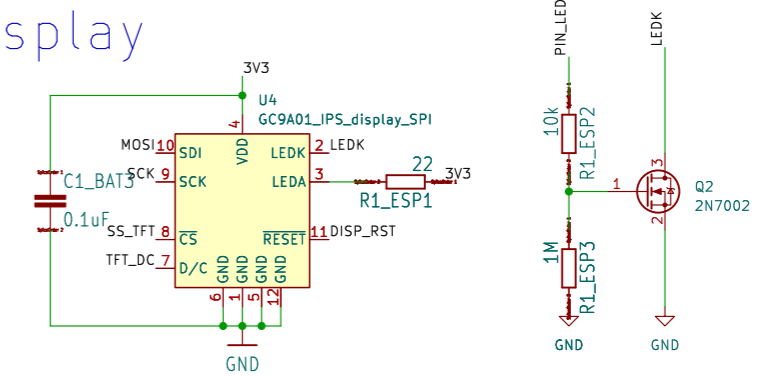 splay
PIN_LED
LEDK
3V3
U4
GC9A01_IPS_display_SPI
4
VDD
MOSI 10 SDI
LEDK 2 LEDK
SCK 9 SCK
LEDA 3
22
3V3
R1_ESP1
C1_BAT3
0.1uF
SS_TFT 8 CS
RESET 11 DISP_RST
TFT_DC 7 D/C
GND GND GND GND
6 1 5 12
GND
10k
R1_ESP2
1
3
2
Q2
2N7002
1M
R1_ESP3
GND
GND